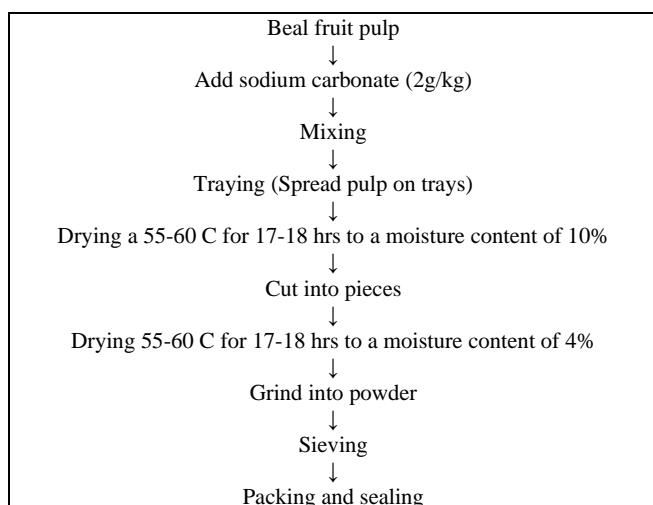 Beal fruit pulp
↓
Add sodium carbonate (2g/kg)
↓
Mixing
↓
Traying (Spread pulp on trays)
↓
Drying a 55-60 C for 17-18 hrs to a moisture content of 10%
↓
Cut into pieces
↓
Drying 55-60 C for 17-18 hrs to a moisture content of 4%
↓
Grind into powder
↓
Sieving
↓
Packing and sealing